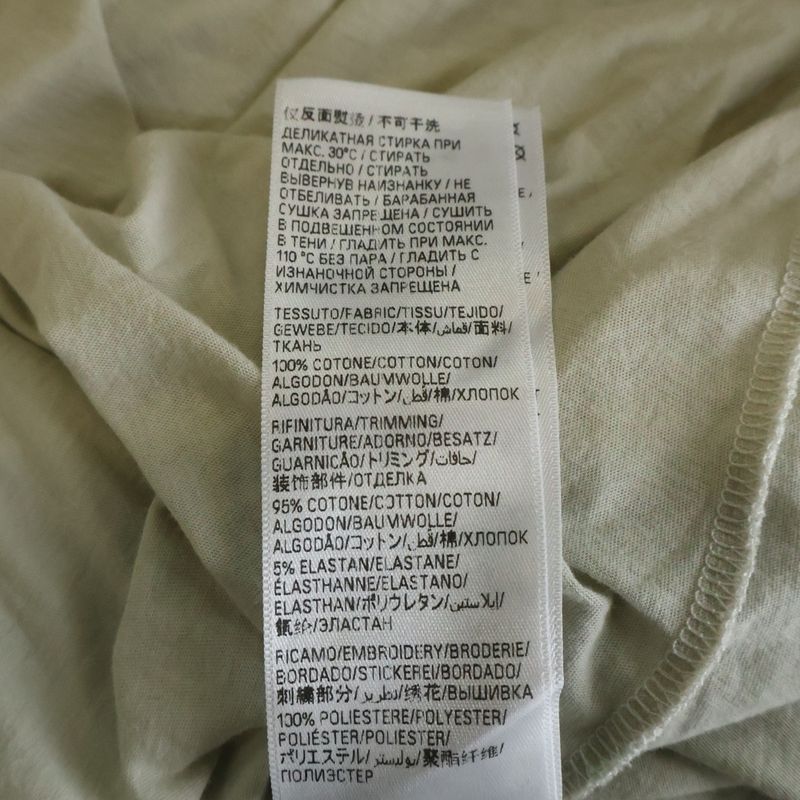 仅反面熨烫/不可干洗
ДЕЛИКАТНАЯ СТИРКА ПРИ
МАКС. 30°C / СТИРАТЬ
ОТДЕЛЬНО / СТИРАТЬ
ВЫВЕРНУВ НАИЗНАНКУ / НЕ
ОТБЕЛИВАТЬ / БАРАБАННАЯ
СУШКА ЗАПРЕЩЕНА / СУШИТЬ
В ПОДВЕШЕННОМ СОСТОЯНИИ
В ТЕНИ / ГЛАДИТЬ ПРИ МАКС.
110 °C БЕЗ ПАРА / ГЛАДИТЬ С
ИЗНАНОЧНОЙ СТОРОНЫ /
ХИМЧИСТКА ЗАПРЕЩЕНА
TESSUTO/FABRIC/TISSU/TEJIDO/
GEWEBE/TECIDO/本体/قماش/面料/
ТКАНЬ
100% COTONE/COTTON/COTON/
ALGODON/BAUMWOLLE/
ALGODÃO/コットン/قطن/棉/ХЛОПОК
RIFINITURA/TRIMMING/
GARNITURE/ADORNO/BESATZ/
GUARNICÃO/トリミング/حافات/
装饰部件/ОТДЕЛКА
95% COTONE/COTTON/COTON/
ALGODON/BAUMWOLLE/
ALGODÃO/コットン/قطن/棉/ХЛОПОК
5% ELASTAN/ELASTANE/
ÉLASTHANNE/ELASTANO/
ELASTHAN/ポリウレタン/إيلاستين/
氨纶/ЭЛАСТАН
RICAMO/EMBROIDERY/BRODERIE/
BORDADO/STICKEREI/BORDADO/
刺繍部分/تطريز/绣花/ВЫШИВКА
100% POLIESTERE/POLYESTER/
POLIÉSTER/POLIESTER/
ポリエステル/بوليستر/聚酯纤维/
ПОЛИЭСТЕР